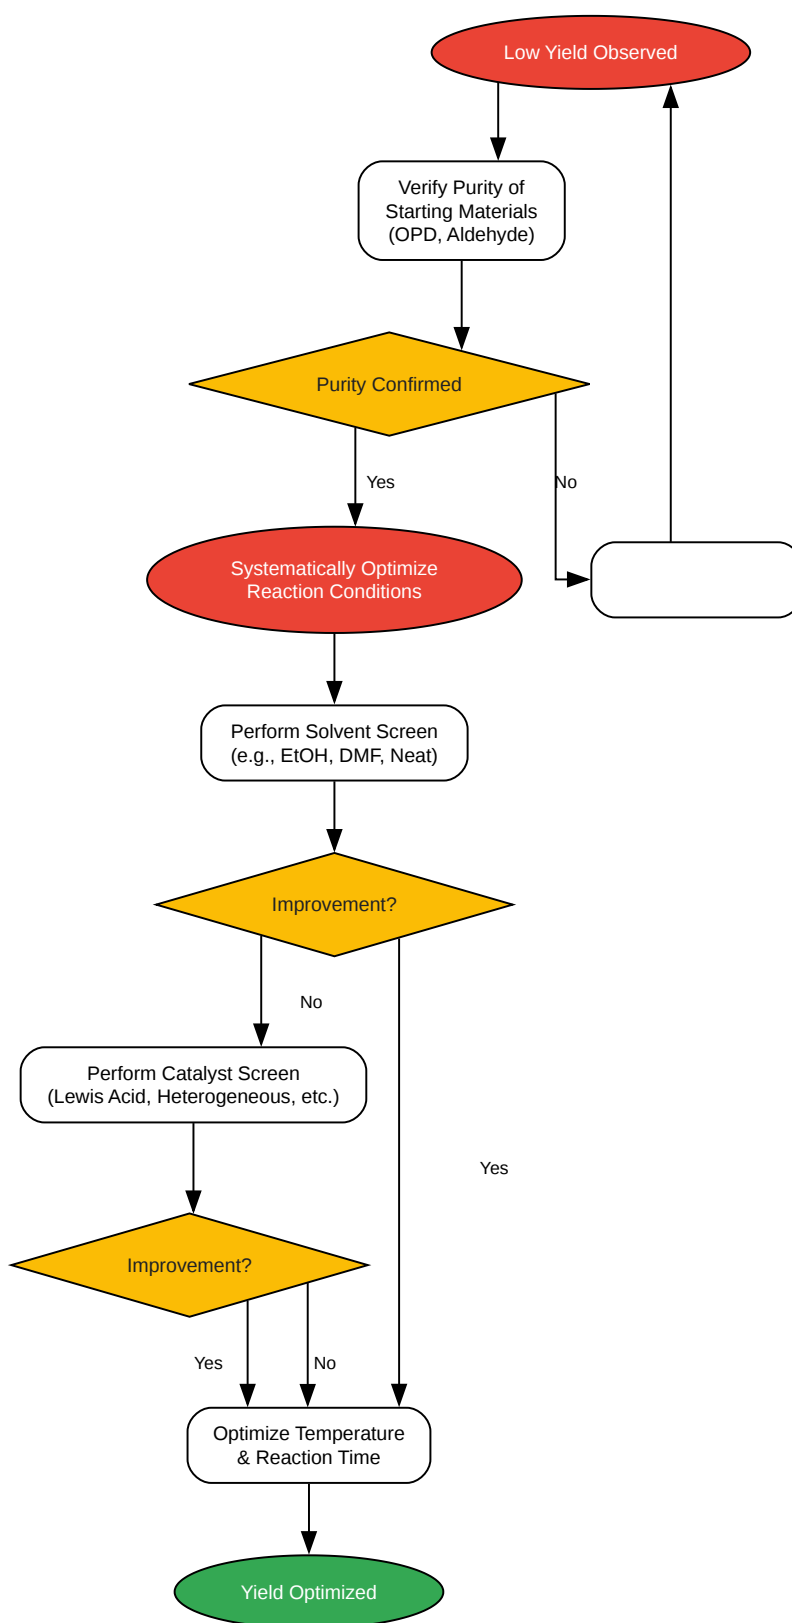 Low Yield Observed
Verify Purity of
Starting Materials
(OPD, Aldehyde)
Purity Confirmed
Yes
No
Systematically Optimize
Reaction Conditions
Perform Solvent Screen
(e.g., EtOH, DMF, Neat)
Improvement?
No
Perform Catalyst Screen
(Lewis Acid, Heterogeneous, etc.)
Yes
Improvement?
Yes
No
Optimize Temperature
& Reaction Time
Yield Optimized